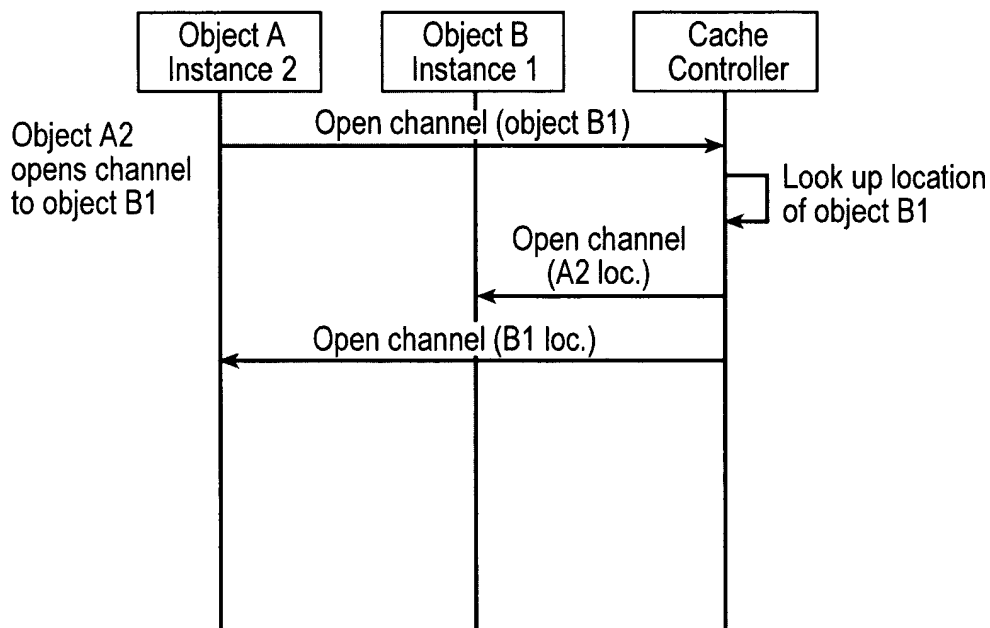 Object A
Instance 2
Object B
Instance 1
Cache
Controller
Object A2
opens channel
to object B1
Open channel (object B1)
Look up location
of object B1
Open channel
(A2 loc.)
Open channel (B1 loc.)